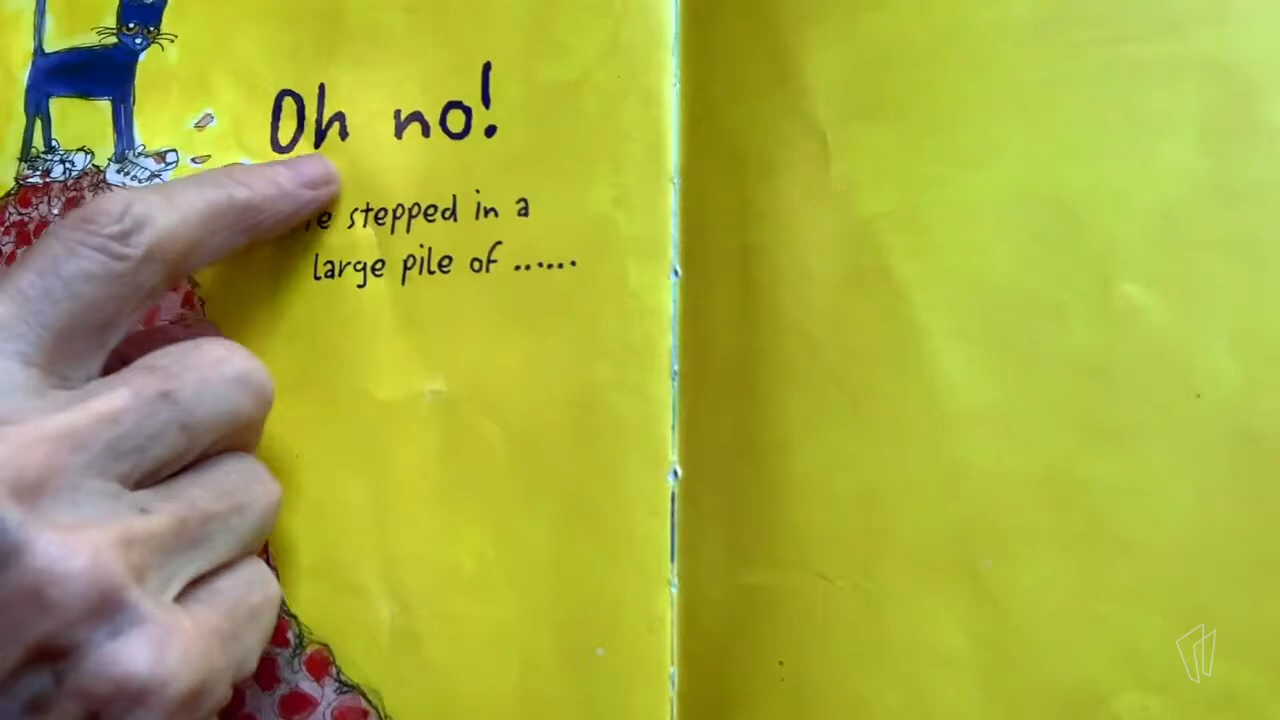 Oh no!
stepped in a
large pile of ......